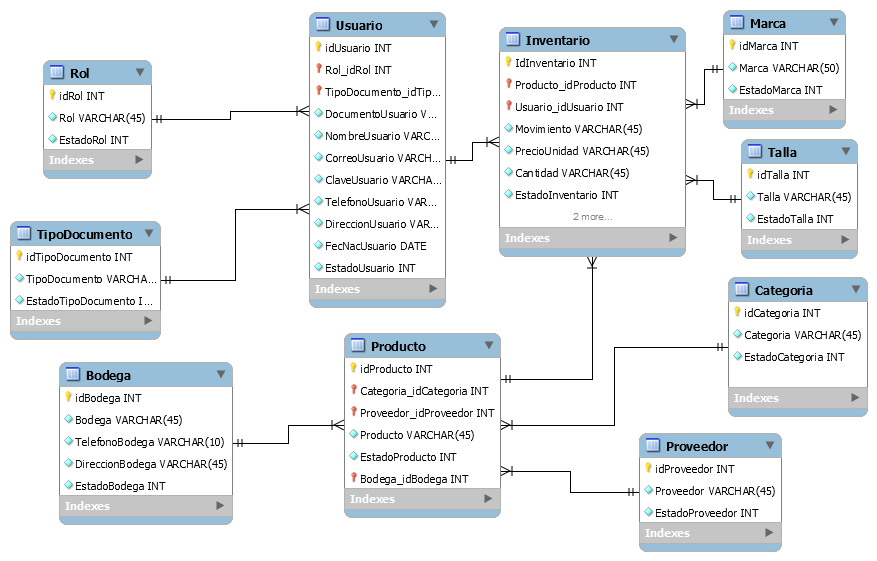 Rol
idRol INT
Rol VARCHAR(45)
EstadoRol INT
Indexes
TipoDocumento
idTipoDocumento INT
TipoDocumento VARCHA...
EstadoTipoDocumento I...
Indexes
Bodega
idBodega INT
Bodega VARCHAR(45)
TelefonoBodega VARCHAR(10)
DireccionBodega VARCHAR(45)
EstadoBodega INT
Indexes
Usuario
idUsuario INT
Rol_idRol INT
TipoDocumento_idTip...
DocumentoUsuario V...
NombreUsuario VARC...
CorreoUsuario VARCH...
ClaveUsuario VARCHA...
TelefonoUsuario VAR...
DireccionUsuario VAR...
FecNacUsuario DATE
EstadoUsuario INT
Indexes
Producto
idProducto INT
Categoria_idCategoria INT
Proveedor_idProveedor INT
Producto VARCHAR(45)
EstadoProducto INT
Bodega_idBodega INT
Indexes
Inventario
IdInventario INT
Producto_idProducto INT
Usuario_idUsuario INT
Movimiento VARCHAR(45)
PrecioUnidad VARCHAR(45)
Cantidad VARCHAR(45)
EstadoInventario INT
2 more...
Indexes
Marca
idMarca INT
Marca VARCHAR(50)
EstadoMarca INT
Indexes
Talla
idTalla INT
Talla VARCHAR(45)
EstadoTalla INT
Indexes
Categoria
idCategoria INT
Categoria VARCHAR(45)
EstadoCategoria INT
Indexes
Proveedor
idProveedor INT
Proveedor VARCHAR(45)
EstadoProveedor INT
Indexes